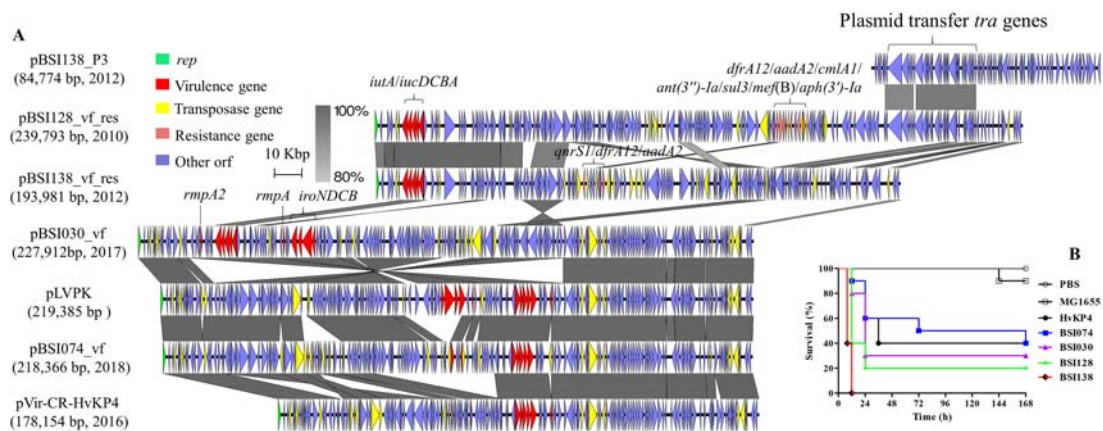 A
Plasmid transfer tra genes
pBSI138_P3
(84,774 bp, 2012)
rep
Virulence gene
Transposase gene
Resistance gene
Other orf
100%
80%
10 Kbp
iutA/iucDCBA
dfrA12/aadA2/cmlA1/
ant(3'')-Ia/sul3/mef(B)/aph(3')-Ia
pBSI128_vf_res
(239,793 bp, 2010)
qnrS1/dfrA12/aadA2
pBSI138_vf_res
(193,981 bp, 2012)
rmpA2
rmpA
iroNDCB
pBSI030_vf
(227,912bp, 2017)
pLVPK
(219,385 bp )
pBSI074_vf
(218,366 bp, 2018)
pVir-CR-HvKP4
(178,154 bp, 2016)
B
Survival (%)
100
80
60
40
20
0
0 24 48 72 96 120 144 168
Time (h)
PBS
MG1655
HvKP4
BSI074
BSI030
BSI128
BSI138